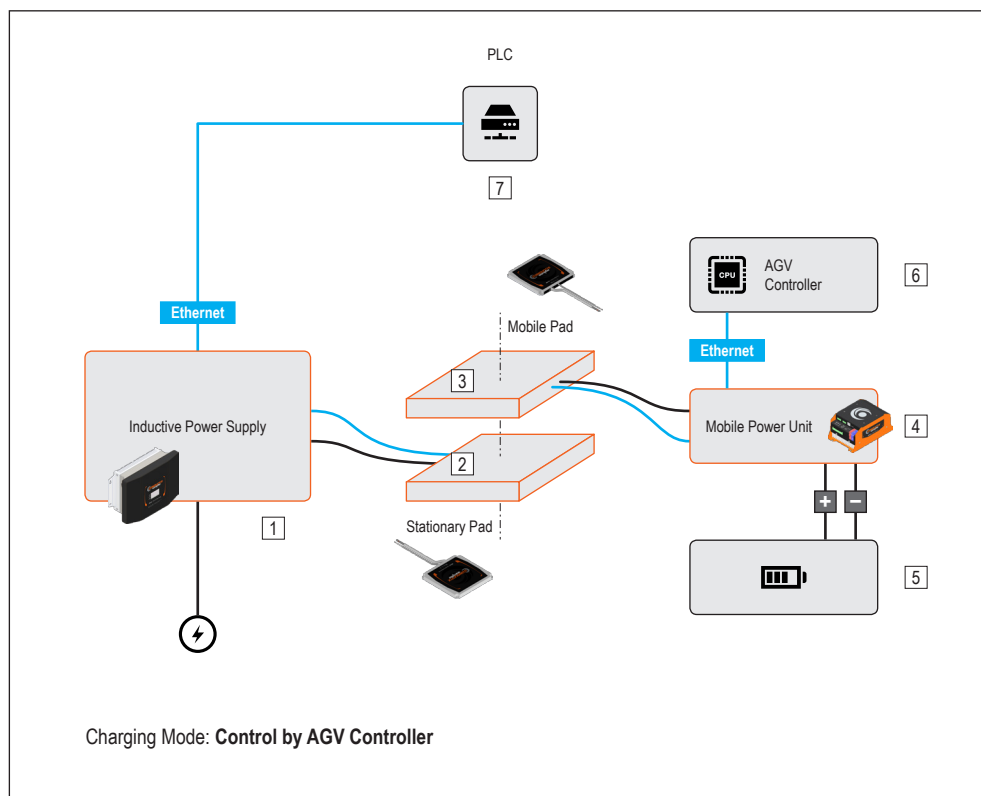 PLC
7
CPU
AGV
Controller
6
Ethernet
Mobile Pad
Ethernet
3
Inductive Power Supply
Mobile Power Unit
4
2
+ −
1
Stationary Pad
5
Charging Mode: Control by AGV Controller